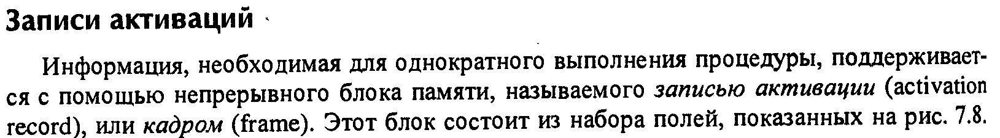 Записи активаций
Информация, необходимая для однократного выполнения процедуры, поддерживает-
ся с помощью непрерывного блока памяти, называемого записью активации (activation
record), или кадром (frame). Этот блок состоит из набора полей, показанных на рис. 7.8.